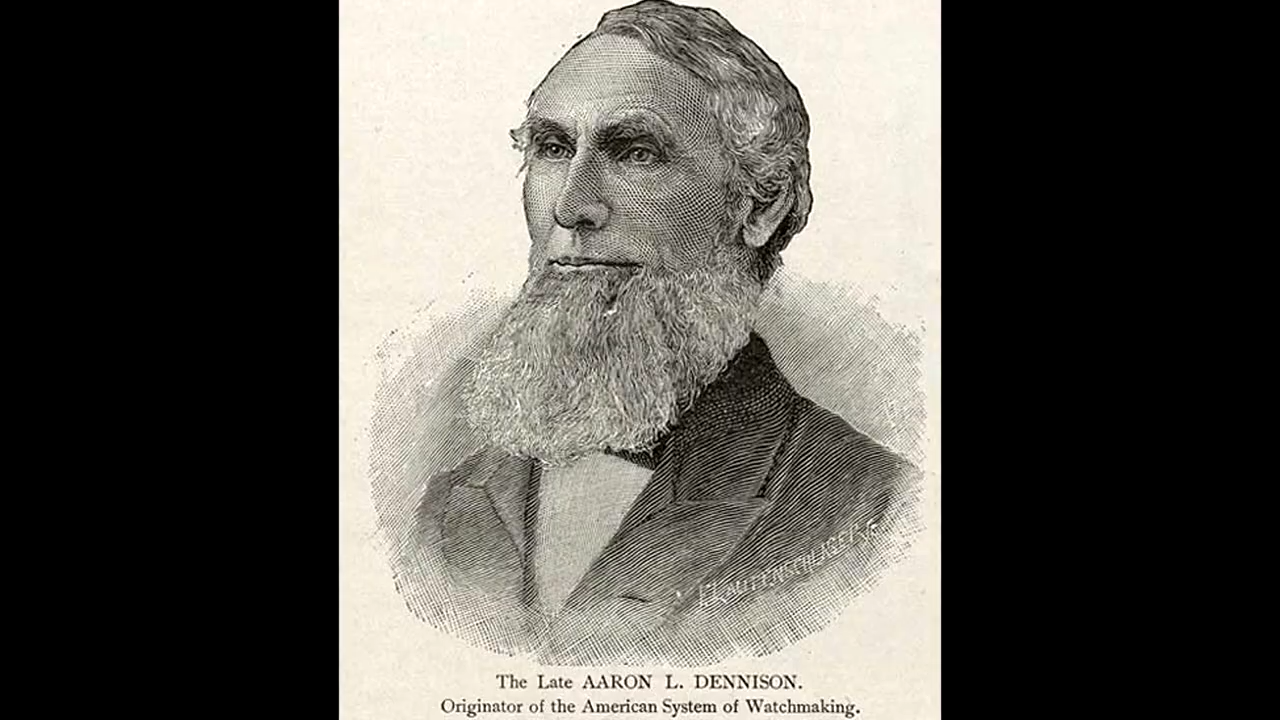 The Late AARON L. DENNISON.
Originator of the American System of Watchmaking.